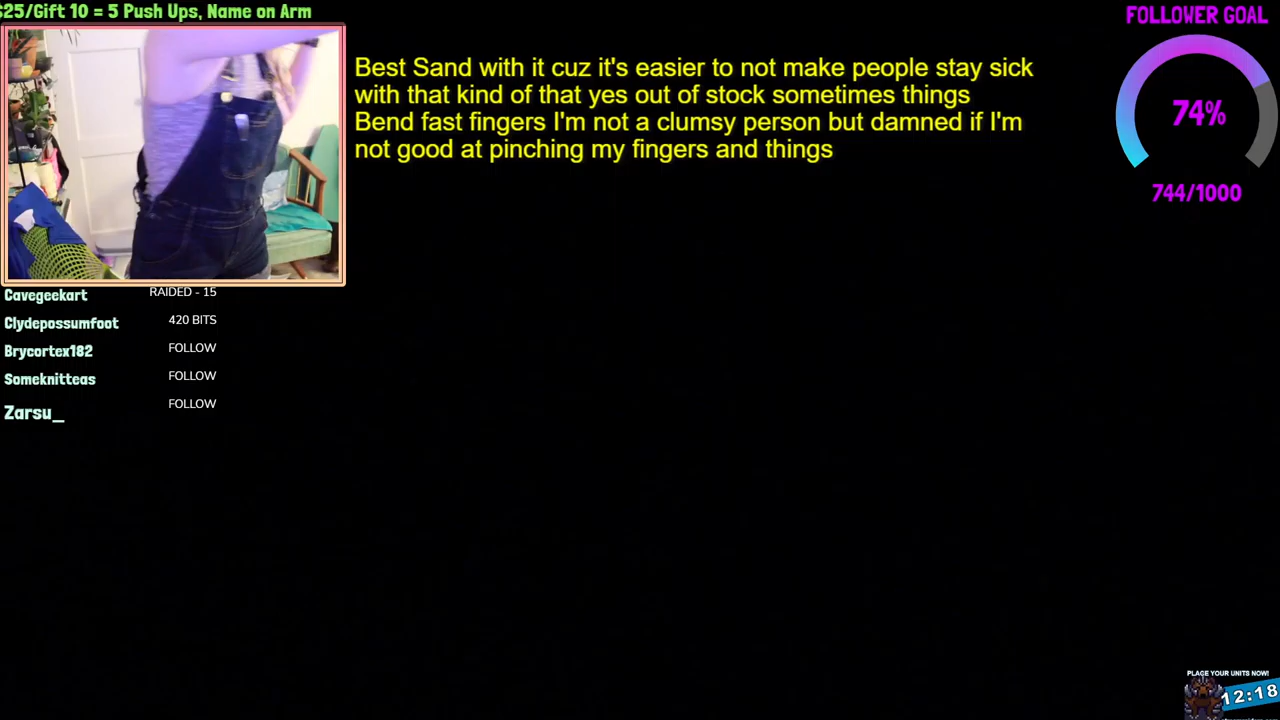 $25/Gift 10 = 5 Push Ups, Name on Arm
FOLLOWER GOAL
Best Sand with it cuz it's easier to not make people stay sick
with that kind of that yes out of stock sometimes things
Bend fast fingers I'm not a clumsy person but damned if I'm
not good at pinching my fingers and things
74%
744/1000
Cavegeekart RAIDED - 15
Clydepossumfoot 420 BITS
Brycortex182 FOLLOW
Someknitteas FOLLOW
Zarsu_ FOLLOW
PLACE YOUR UNITS NOW!
12:18